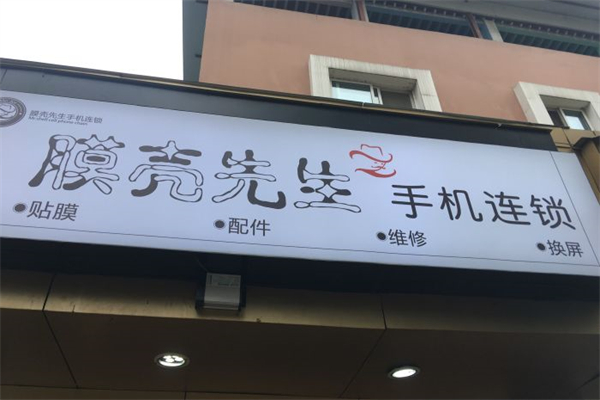 膜壳先生手机连锁
膜壳先生 手机连锁
●贴膜 ●配件 ●维修 ●换屏